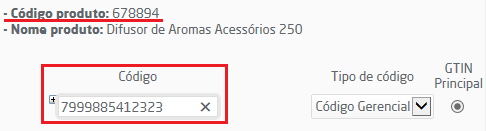 - Código produto: 678894
- Nome produto: Difusor de Aromas Acessórios 250
Código
Tipo de código
GTIN
Principal
7999885412323
Código Gerencial